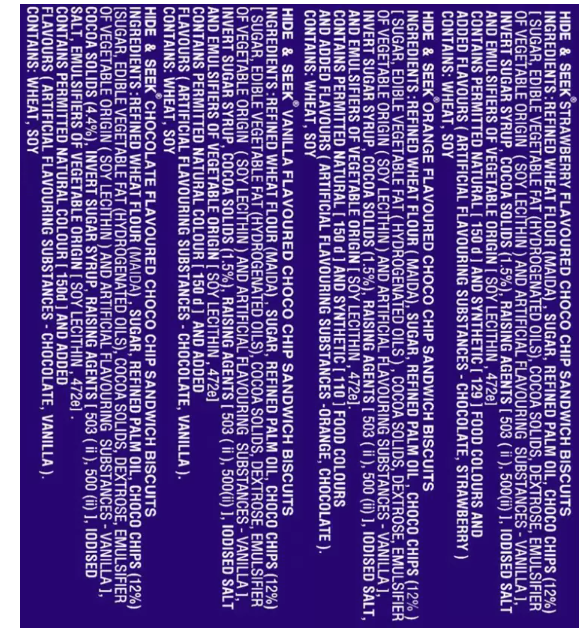 HIDE & SEEK® STRAWBERRY FLAVOURED CHOCO CHIP SANDWICH BISCUITS
INGREDIENTS: REFINED WHEAT FLOUR (MAIDA), SUGAR, REFINED PALM OIL, CHOCO CHIPS (12%)
[ SUGAR, EDIBLE VEGETABLE FAT ( HYDROGENATED OILS), COCOA SOLIDS, DEXTROSE, EMULSIFIER
OF VEGETABLE ORIGIN ( SOY LECITHIN ) AND ARTIFICIAL FLAVOURING SUBSTANCES - VANILLA ],
INVERT SUGAR SYRUP, COCOA SOLIDS (1.5%), RAISING AGENTS [ 503 ( ii ), 500(ii) ], IODISED SALT
AND EMULSIFIERS OF VEGETABLE ORIGIN [ SOY LECITHIN, 472e]
CONTAINS PERMITTED NATURAL [ 150 d ] AND SYNTHETIC [ 129 ] FOOD COLOURS AND
ADDED FLAVOURS ( ARTIFICIAL FLAVOURING SUBSTANCES - CHOCOLATE, STRAWBERRY )
CONTAINS: WHEAT, SOY
HIDE & SEEK® ORANGE FLAVOURED CHOCO CHIP SANDWICH BISCUITS
INGREDIENTS: REFINED WHEAT FLOUR ( MAIDA), SUGAR, REFINED PALM OIL, CHOCO CHIPS (12% )
[ SUGAR, EDIBLE VEGETABLE FAT ( HYDROGENATED OILS), COCOA SOLIDS, DEXTROSE, EMULSIFIER
OF VEGETABLE ORIGIN ( SOY LECITHIN ) AND ARTIFICIAL FLAVOURING SUBSTANCES - VANILLA ],
INVERT SUGAR SYRUP, COCOA SOLIDS (1.5%), RAISING AGENTS [ 503 ( ii ), 500 (ii) ], IODISED SALT,
AND EMULSIFIERS OF VEGETABLE ORIGIN [ SOY LECITHIN, 472e].
CONTAINS PERMITTED NATURAL [ 150 d ] AND SYNTHETIC [ 110 ] FOOD COLOURS
AND ADDED FLAVOURS ( ARTIFICIAL FLAVOURING SUBSTANCES -ORANGE, CHOCOLATE ).
CONTAINS: WHEAT, SOY
HIDE & SEEK® VANILLA FLAVOURED CHOCO CHIP SANDWICH BISCUITS
INGREDIENTS: REFINED WHEAT FLOUR (MAIDA), SUGAR, REFINED PALM OIL, CHOCO CHIPS (12%)
[ SUGAR, EDIBLE VEGETABLE FAT (HYDROGENATED OILS), COCOA SOLIDS, DEXTROSE, EMULSIFIER
OF VEGETABLE ORIGIN ( SOY LECITHIN ) AND ARTIFICIAL FLAVOURING SUBSTANCES - VANILLA ],
INVERT SUGAR SYRUP, COCOA SOLIDS (1.5%), RAISING AGENTS [ 503 ( ii ), 500(ii) ], IODISED SALT
AND EMULSIFIERS OF VEGETABLE ORIGIN [ SOY LECITHIN , 472e]
CONTAINS PERMITTED NATURAL COLOUR [ 150 d ] AND ADDED
FLAVOURS ( ARTIFICIAL FLAVOURING SUBSTANCES - CHOCOLATE, VANILLA ).
CONTAINS: WHEAT, SOY
HIDE & SEEK® CHOCOLATE FLAVOURED CHOCO CHIP SANDWICH BISCUITS
INGREDIENTS: REFINED WHEAT FLOUR (MAIDA), SUGAR, REFINED PALM OIL, CHOCO CHIPS (12%)
[SUGAR, EDIBLE VEGETABLE FAT (HYDROGENATED OILS), COCOA SOLIDS, DEXTROSE, EMULSIFIER
OF VEGETABLE ORIGIN ( SOY LECITHIN ) AND ARTIFICIAL FLAVOURING SUBSTANCES - VANILLA ],
COCOA SOLIDS (4.4%), INVERT SUGAR SYRUP, RAISING AGENTS [ 503 ( ii ), 500 (ii) ], IODISED
SALT, EMULSIFIERS OF VEGETABLE ORIGIN [ SOY LECITHIN, 472e] .
CONTAINS PERMITTED NATURAL COLOUR [ 150d ] AND ADDED
FLAVOURS ( ARTIFICIAL FLAVOURING SUBSTANCES - CHOCOLATE, VANILLA ).
CONTAINS: WHEAT, SOY